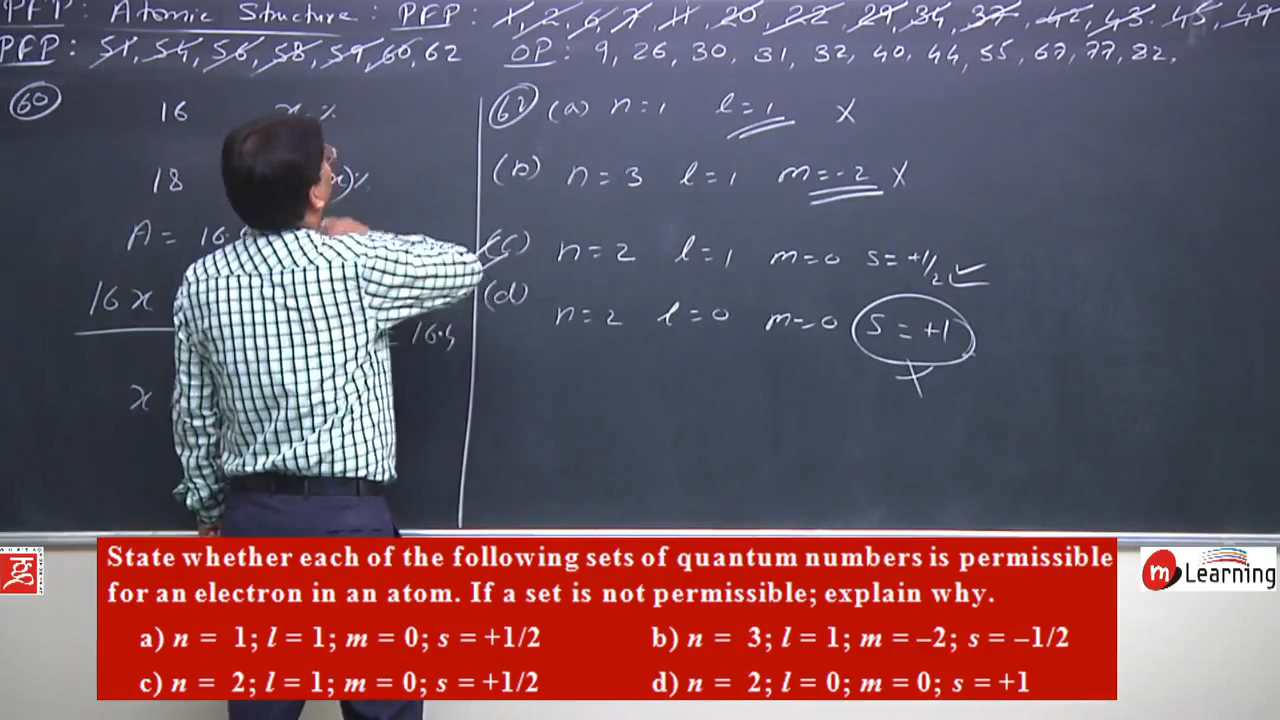 PFP: Atomic Structure: PFP: 1, 2, 6, 7, 11, 20, 22, 29, 34, 37, 42, 43, 45, 49
PFP: 51, 54, 56, 58, 59, 60, 62 OP: 9, 26, 30, 31, 32, 40, 44, 55, 67, 77, 82,
60 16 x %
18 %
A = 16.
16x = 16.4
x
62 (a) n = 1 l = 1 X
(b) n = 3 l = 1 m = -2 X
(c) n = 2 l = 1 m = 0 s = +1/2 ✓
(d) n = 2 l = 0 m = 0 s = +1 X
State whether each of the following sets of quantum numbers is permissible
for an electron in an atom. If a set is not permissible; explain why.
a) n = 1; l = 1; m = 0; s = +1/2 b) n = 3; l = 1; m = –2; s = –1/2
c) n = 2; l = 1; m = 0; s = +1/2 d) n = 2; l = 0; m = 0; s = +1
m Learning